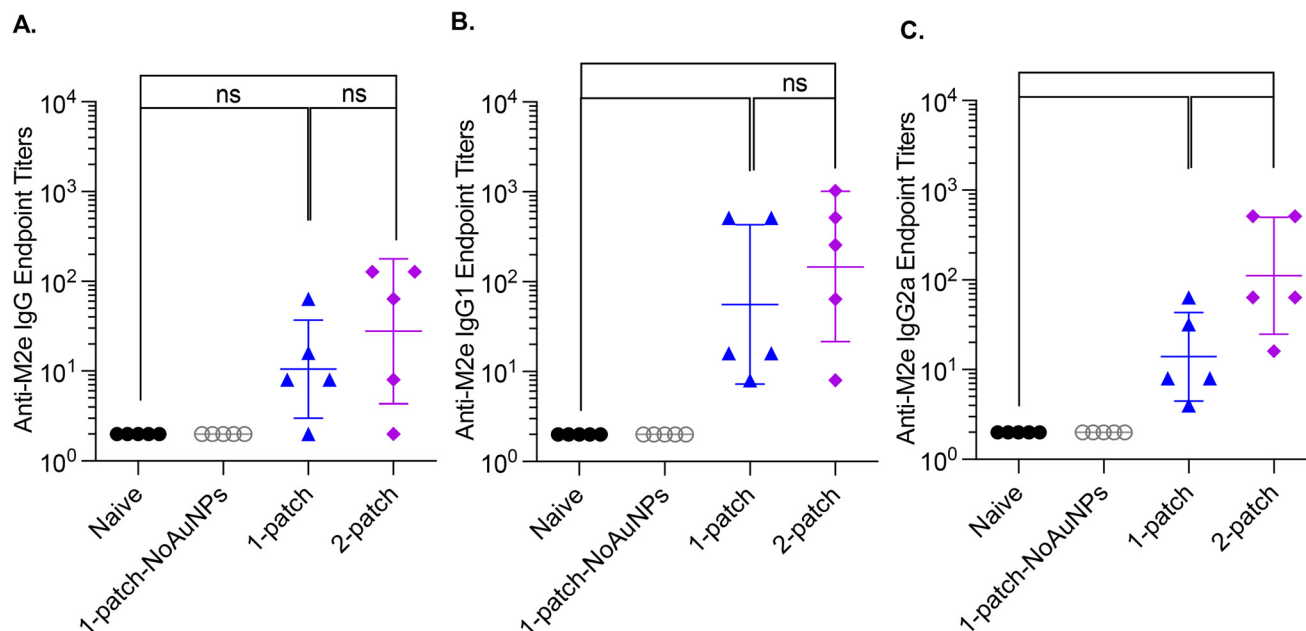 A.
ns
ns
10⁴
10³
10²
10¹
10⁰
Anti-M2e IgG Endpoint Titers
Naive
1-patch-NoAuNPs
1-patch
2-patch
B.
ns
10⁴
10³
10²
10¹
10⁰
Anti-M2e IgG1 Endpoint Titers
Naive
1-patch-NoAuNPs
1-patch
2-patch
C.
10⁴
10³
10²
10¹
10⁰
Anti-M2e IgG2a Endpoint Titers
Naive
1-patch-NoAuNPs
1-patch
2-patch